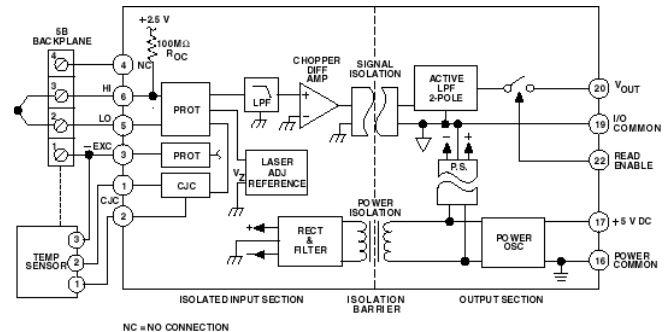 +2.5 V
5B
BACKPLANE
100MΩ
ROC
CHOPPER
DIFF
AMP
SIGNAL
ISOLATION
4
4
NC
ACTIVE
LPF
2-POLE
20
VOUT
3
HI
6
PROT
LPF
+
−
2
LO
5
19
I/O
COMMON
1
−EXC
3
PROT
LASER
ADJ
REFERENCE
VZ
− +
P.S.
22
READ
ENABLE
1
CJC
CJC
2
POWER
ISOLATION
17
+5 V DC
TEMP
SENSOR
3
2
1
+
−
RECT
&
FILTER
POWER
OSC
16
POWER
COMMON
ISOLATED INPUT SECTION
ISOLATION
BARRIER
OUTPUT SECTION
NC = NO CONNECTION